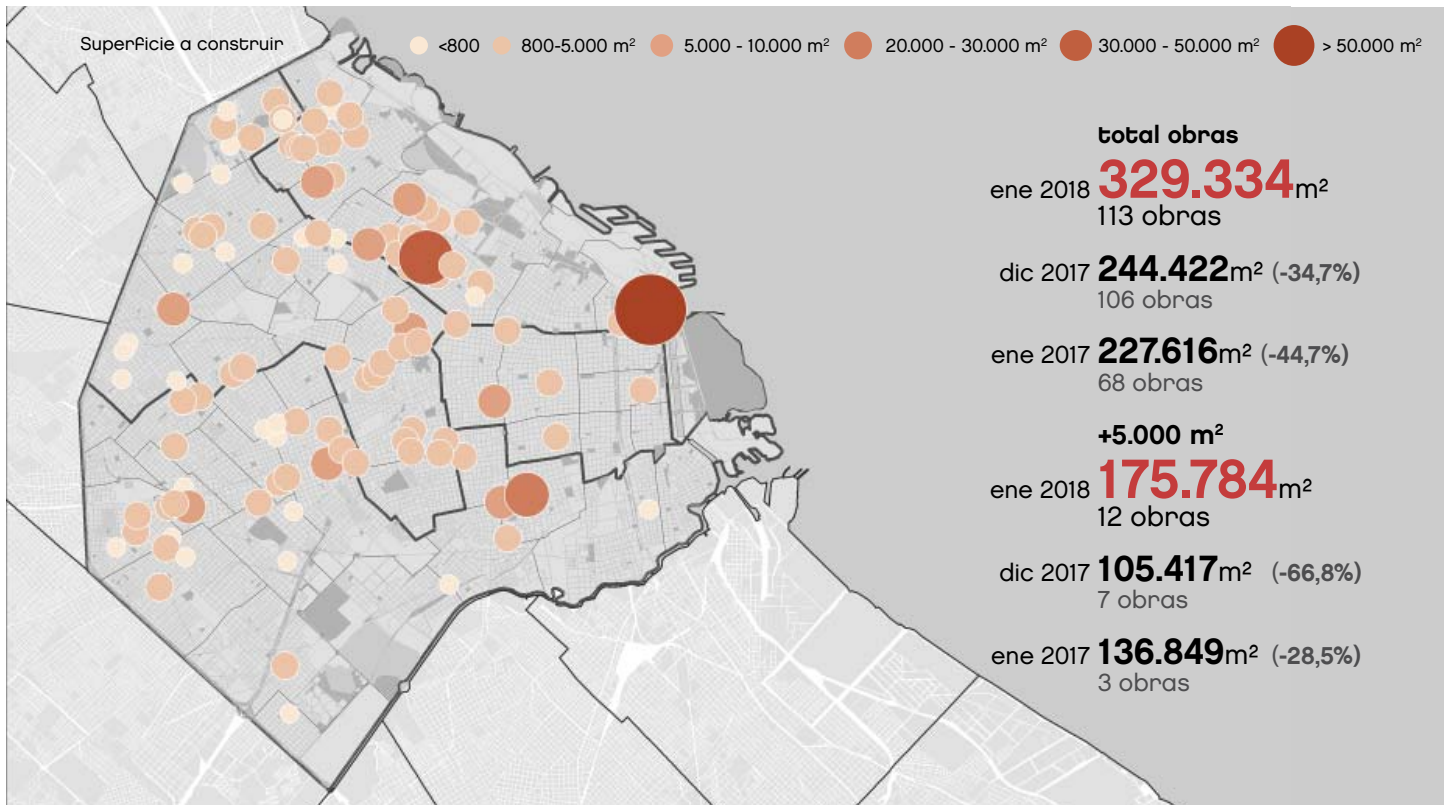 Superficie a construir <800 800-5.000 m² 5.000 - 10.000 m² 20.000 - 30.000 m² 30.000 - 50.000 m² > 50.000 m²
total obras
ene 2018 329.334m²
113 obras
dic 2017 244.422m² (-34,7%)
106 obras
ene 2017 227.616m² (-44,7%)
68 obras
+5.000 m²
ene 2018 175.784m²
12 obras
dic 2017 105.417m² (-66,8%)
7 obras
ene 2017 136.849m² (-28,5%)
3 obras